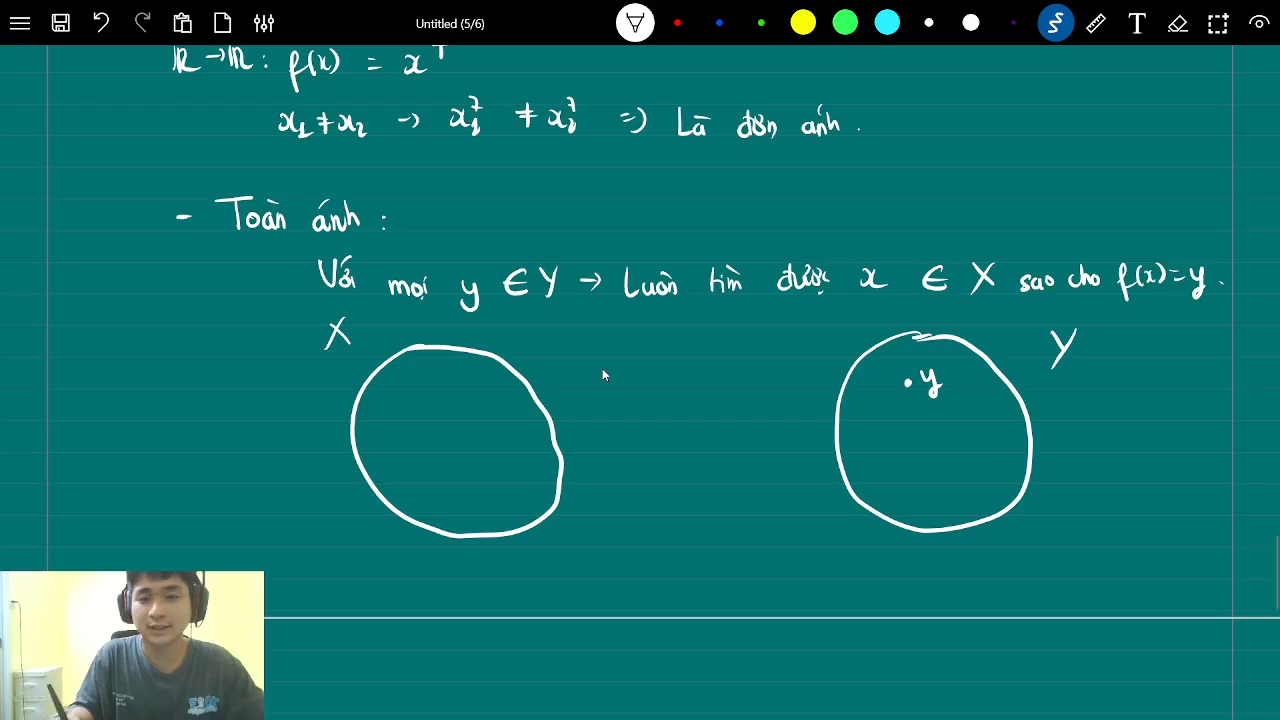 Untitled (5/6)
ℝ→ℝ: f(x) = x⁷
x₁ ≠ x₂ → x₁⁷ ≠ x₂⁷ => Là đơn ánh.
- Toàn ánh:
Với mọi y ∈ Y → Luôn tìm được x ∈ X sao cho f(x)=y.
X Y
y